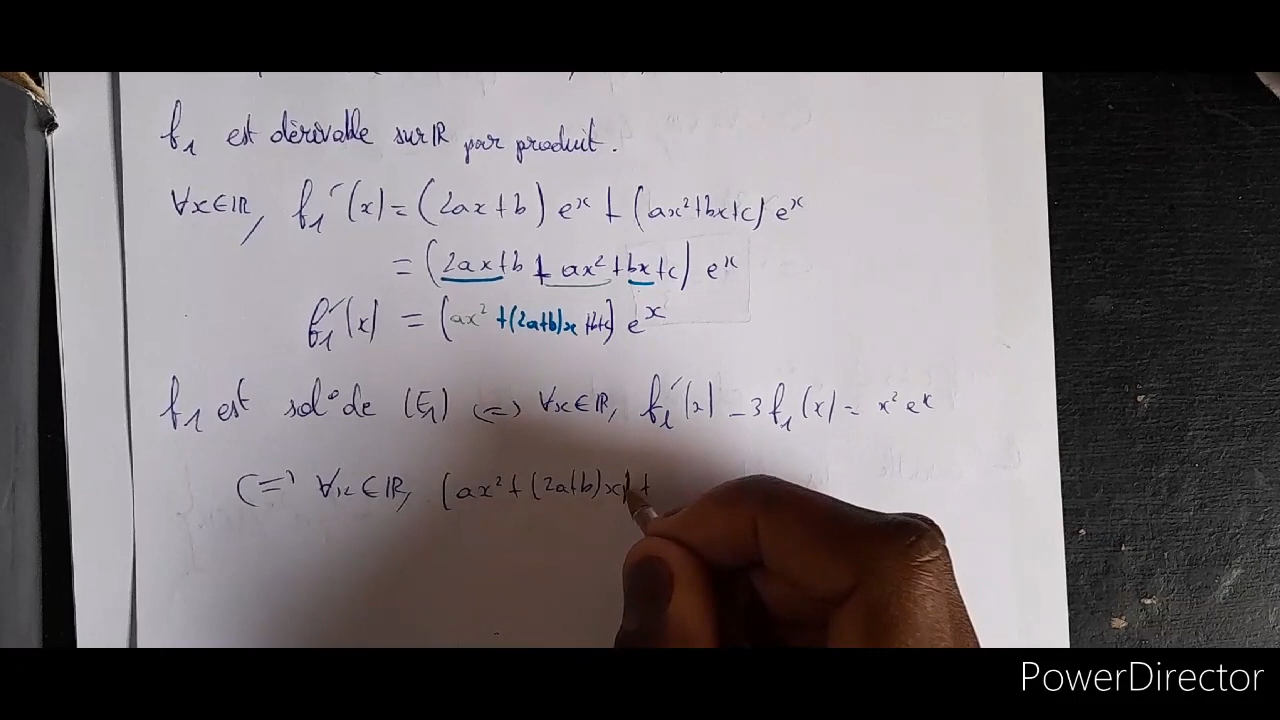 f₁ est dérivable sur ℝ par produit.
∀x∈ℝ, f₁'(x) = (2ax+b) eˣ + (ax²+bx+c) eˣ
= (2ax+b + ax² + bx+c) eˣ
f₁'(x) = (ax² +(2a+b)x +b+c) eˣ
f₁ est sol° de (E₁) <=> ∀x∈ℝ, f₁'(x) - 3f₁(x) = x² eˣ
<=> ∀x∈ℝ, (ax² + (2a+b)x) +
PowerDirector